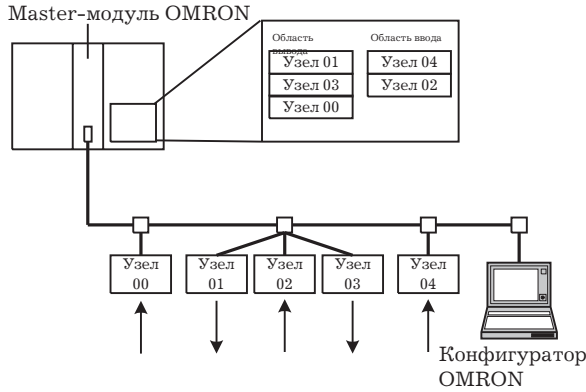 Master-модуль OMRON
Область вывода
Область ввода
Узел 01
Узел 04
Узел 03
Узел 02
Узел 00
Узел 00
Узел 01
Узел 02
Узел 03
Узел 04
Конфигуратор
OMRON